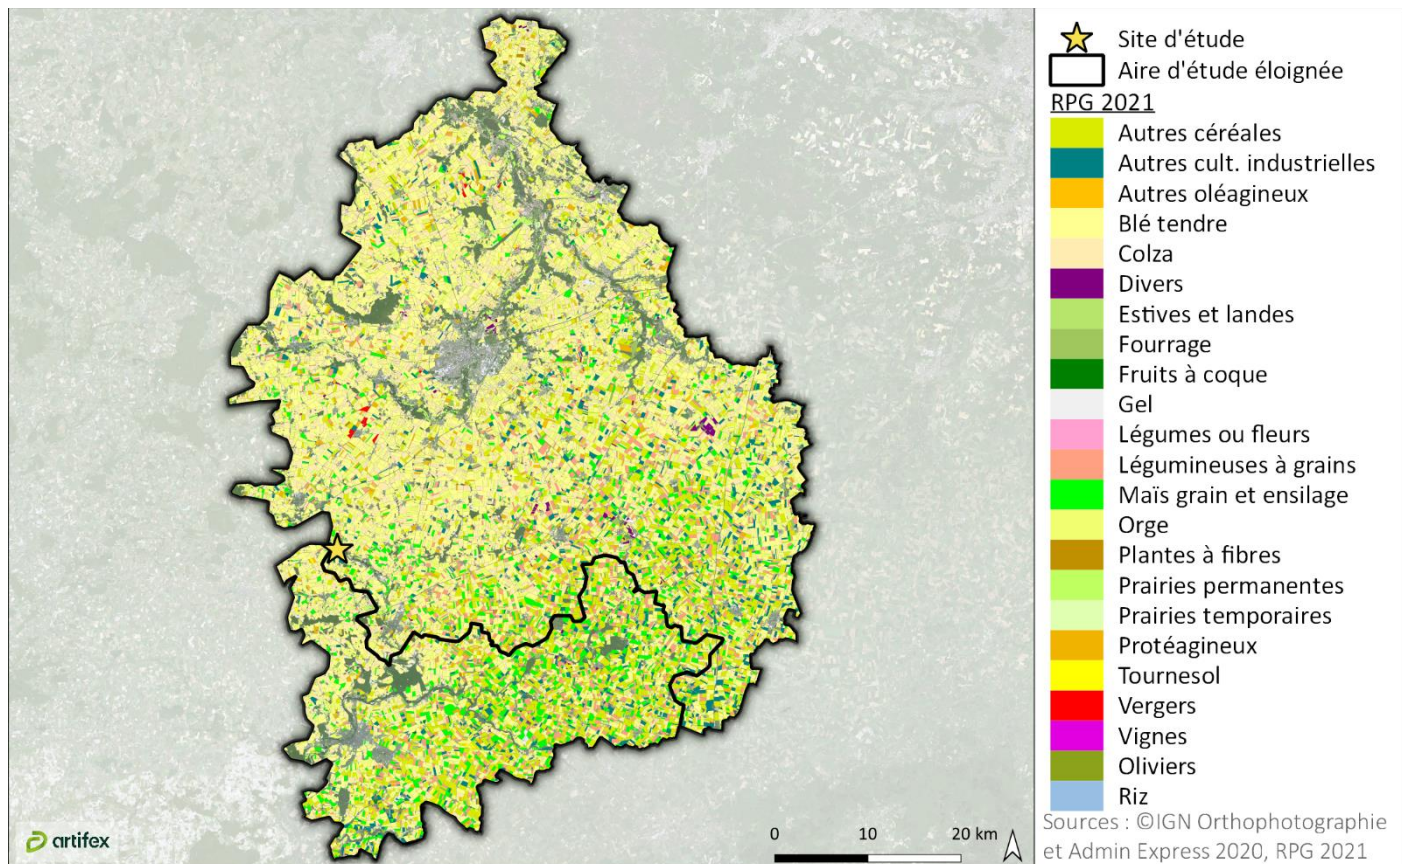 Site d'étude
Aire d'étude éloignée
RPG 2021
Autres céréales
Autres cult. industrielles
Autres oléagineux
Blé tendre
Colza
Divers
Estives et landes
Fourrage
Fruits à coque
Gel
Légumes ou fleurs
Légumineuses à grains
Maïs grain et ensilage
Orge
Plantes à fibres
Prairies permanentes
Prairies temporaires
Protéagineux
Tournesol
Vergers
Vignes
Oliviers
Riz
Sources : ©IGN Orthophotographie
et Admin Express 2020, RPG 2021
0 10 20 km
artifex